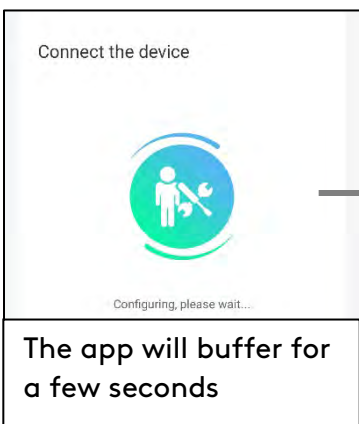 Connect the device
Configuring, please wait...
The app will buffer for
a few seconds